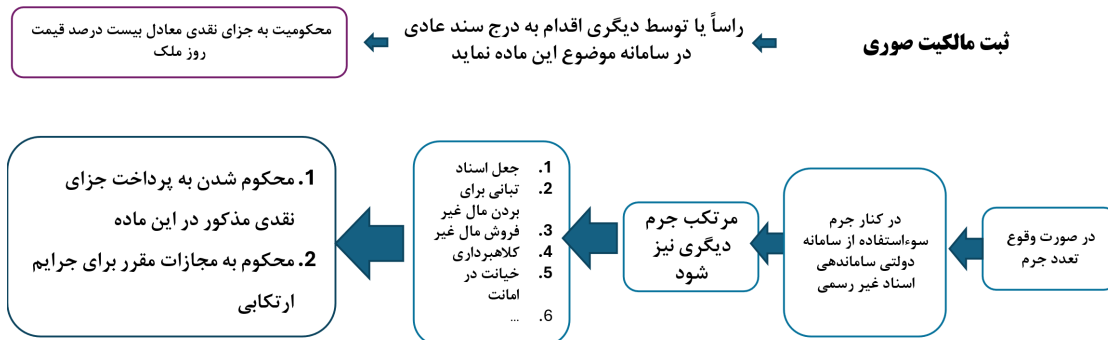 ثبت مالکیت صوری
راساً یا توسط دیگری اقدام به درج سند عادی
در سامانه موضوع این ماده نماید
محکومیت به جزای نقدی معادل بیست درصد قیمت
روز ملک
در صورت وقوع
تعدد جرم
در کنار جرم
سوءاستفاده از سامانه
دولتی ساماندهی
اسناد غیر رسمی
مرتکب جرم
دیگری نیز
شود
1. جعل اسناد
2. تبانی برای
بردن مال غیر
3. فروش مال غیر
4. کلاهبرداری
5. خیانت در
امانت
6. ...
1. محکوم شدن به پرداخت جزای
نقدی مذکور در این ماده
2. محکوم به مجازات مقرر برای جرایم
ارتکابی